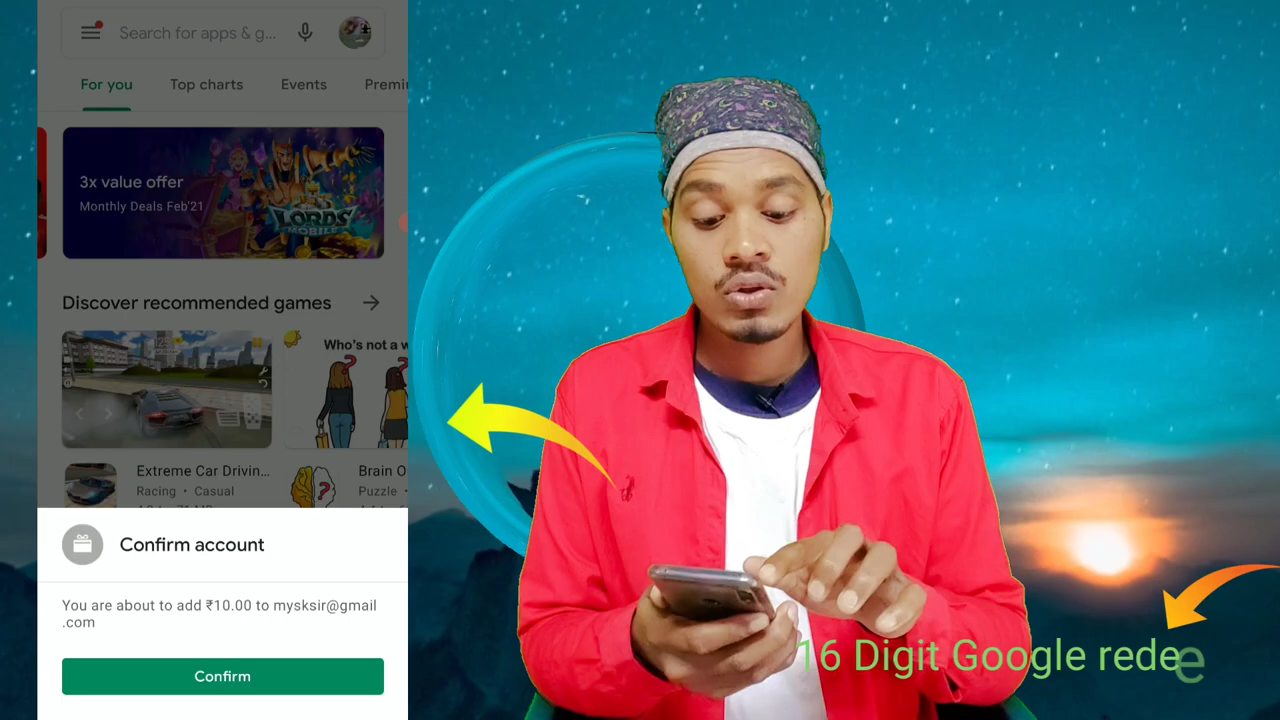 Search for apps & g...
For you
Top charts
Events
Premi
3x value offer
Monthly Deals Feb'21
LORDS
MOBILE
Discover recommended games
Who's not a w
Extreme Car Drivin...
Racing • Casual
Brain O
Puzzle •
Confirm account
You are about to add ₹10.00 to mysksir@gmail
.com
Confirm
16 Digit Google redee